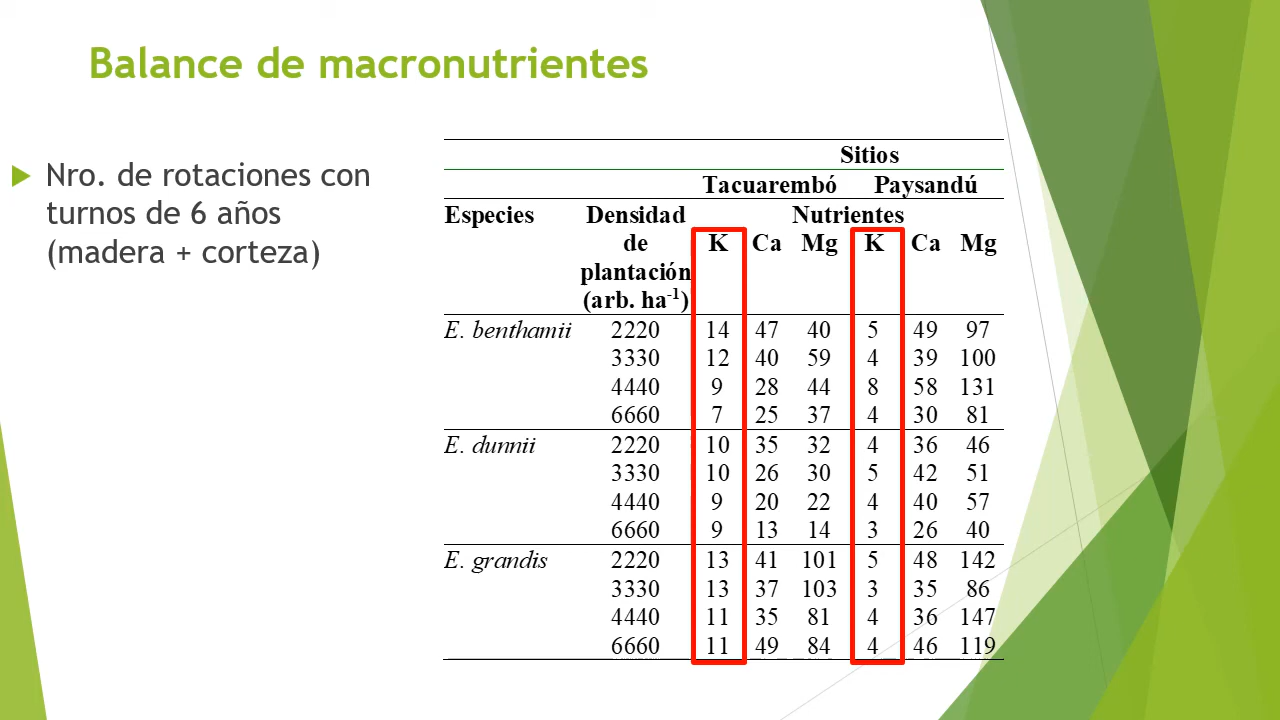 Balance de macronutrientes
Nro. de rotaciones con
turnos de 6 años
(madera + corteza)
Sitios
Tacuarembó Paysandú
Especies Densidad Nutrientes
de K Ca Mg K Ca Mg
plantación
(arb. ha⁻¹)
E. benthamii 2220 14 47 40 5 49 97
3330 12 40 59 4 39 100
4440 9 28 44 8 58 131
6660 7 25 37 4 30 81
E. dunnii 2220 10 35 32 4 36 46
3330 10 26 30 5 42 51
4440 9 20 22 4 40 57
6660 9 13 14 3 26 40
E. grandis 2220 13 41 101 5 48 142
3330 13 37 103 3 35 86
4440 11 35 81 4 36 147
6660 11 49 84 4 46 119